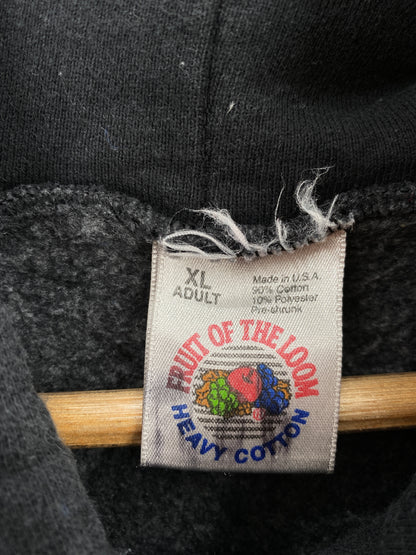 XL
ADULT
Made in U.S.A.
90% Cotton
10% Polyester
Pre-shrunk
FRUIT OF THE LOOM
HEAVY COTTON